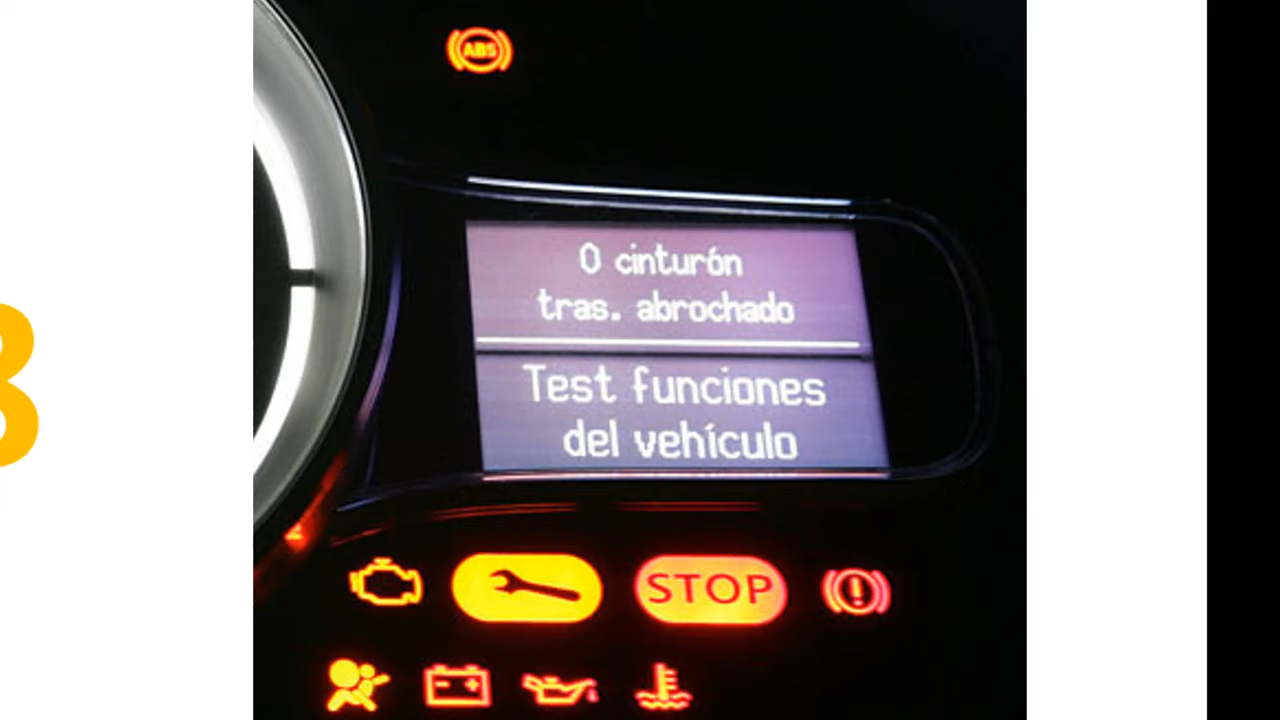 ABS
0 cinturón
tras. abrochado
Test funciones
del vehículo
STOP